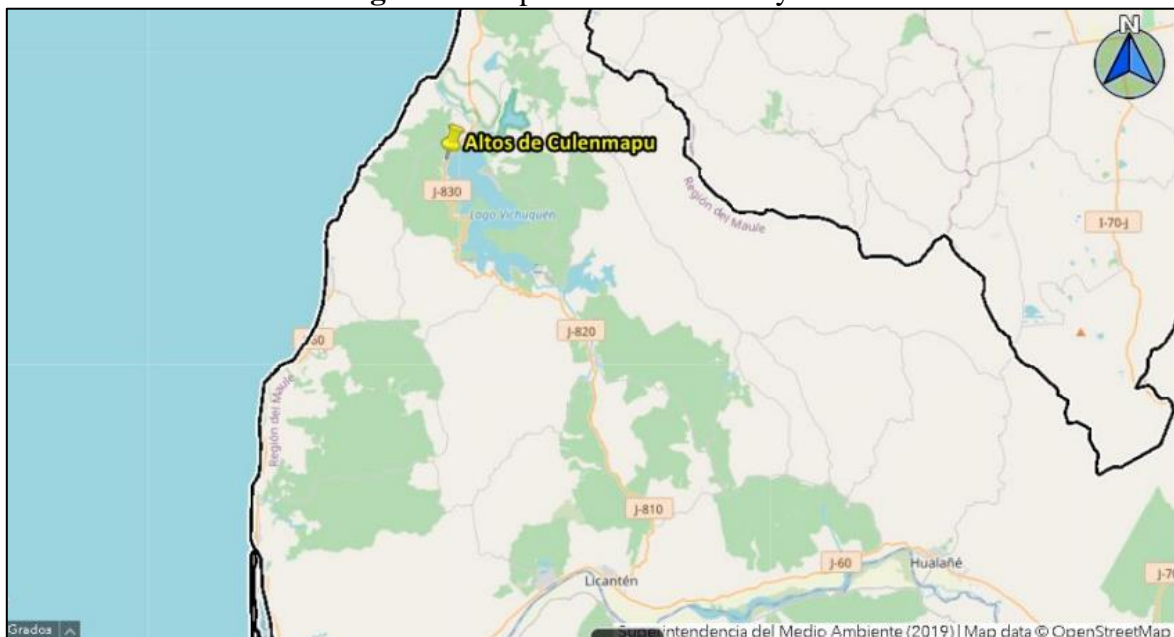 N
Altos de Culenmapu
J-830
Lago Vichuquén
Región del Maule
I-70-J
J-820
Región del Maule
J-810
J-60
Hualañé
Licantén
Grados
Superintendencia del Medio Ambiente (2019) | Map data © OpenStreetMap